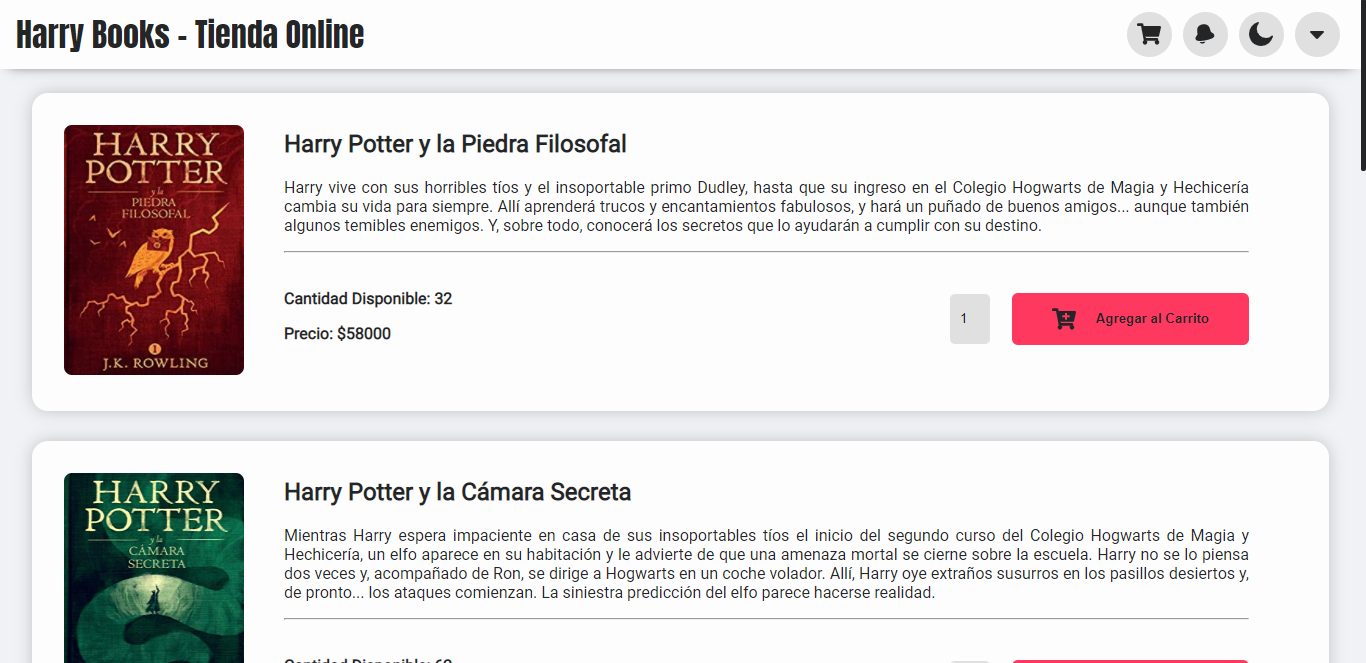 Harry Books - Tienda Online
HARRY
POTTER
y la
PIEDRA
FILOSOFAL
1
J.K. ROWLING
Harry Potter y la Piedra Filosofal
Harry vive con sus horribles tíos y el insoportable primo Dudley, hasta que su ingreso en el Colegio Hogwarts de Magia y Hechicería
cambia su vida para siempre. Allí aprenderá trucos y encantamientos fabulosos, y hará un puñado de buenos amigos... aunque también
algunos temibles enemigos. Y, sobre todo, conocerá los secretos que lo ayudarán a cumplir con su destino.
Cantidad Disponible: 32
Precio: $58000
1
Agregar al Carrito
HARRY
POTTER
y la
CÁMARA
SECRETA
Harry Potter y la Cámara Secreta
Mientras Harry espera impaciente en casa de sus insoportables tíos el inicio del segundo curso del Colegio Hogwarts de Magia y
Hechicería, un elfo aparece en su habitación y le advierte de que una amenaza mortal se cierne sobre la escuela. Harry no se lo piensa
dos veces y, acompañado de Ron, se dirige a Hogwarts en un coche volador. Allí, Harry oye extraños susurros en los pasillos desiertos y,
de pronto... los ataques comienzan. La siniestra predicción del elfo parece hacerse realidad.
Cantidad Disponible: